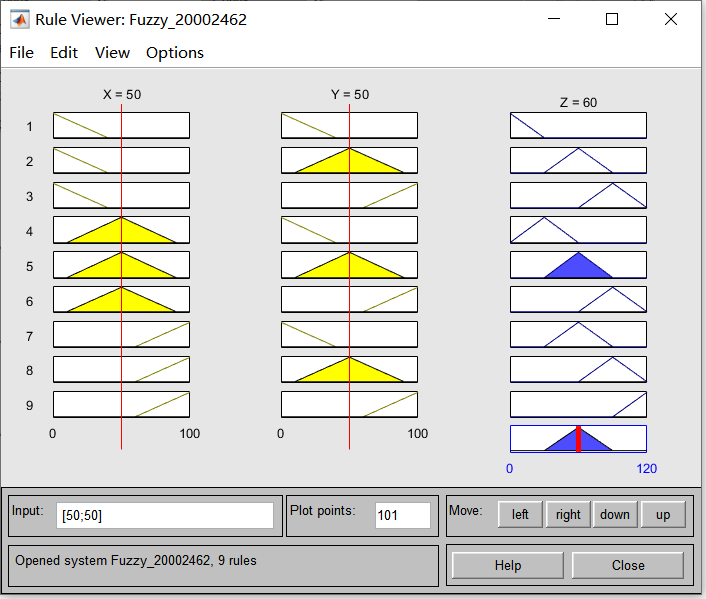 Rule Viewer: Fuzzy_20002462
File Edit View Options
X = 50 Y = 50 Z = 60
1
2
3
4
5
6
7
8
9
0 100 0 100
0 120
Input: [50;50] Plot points: 101 Move: left right down up
Opened system Fuzzy_20002462, 9 rules Help Close